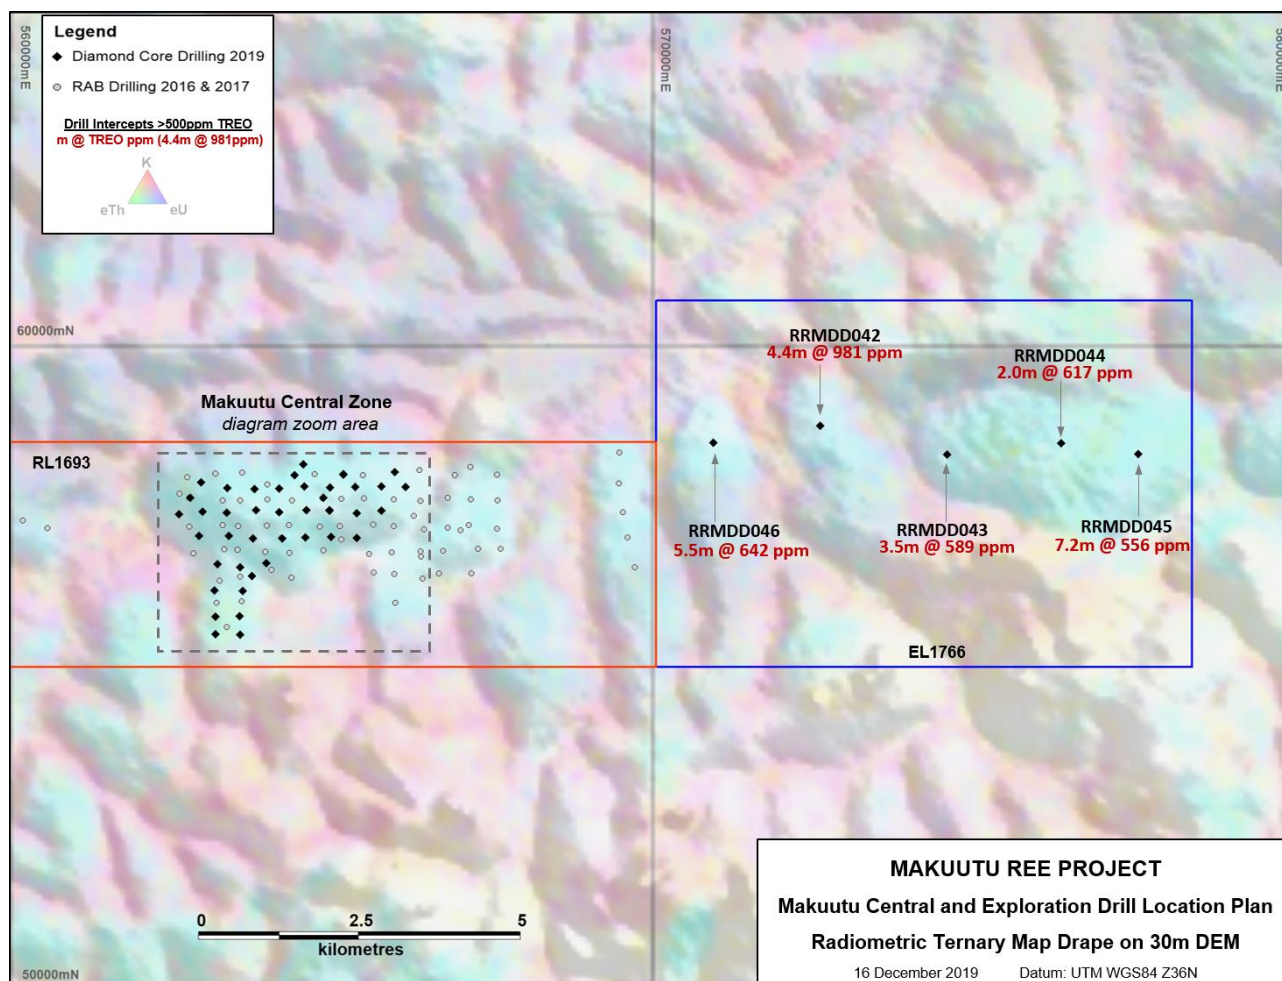 Legend
Diamond Core Drilling 2019
RAB Drilling 2016 & 2017
Drill Intercepts >500ppm TREO
m @ TREO ppm (4.4m @ 981ppm)
K
eTh
eU
560000mE
570000mE
580000mE
60000mN
RRMDD042
4.4m @ 981 ppm
RRMDD044
2.0m @ 617 ppm
Makuutu Central Zone
diagram zoom area
RL1693
RRMDD046
5.5m @ 642 ppm
RRMDD043
3.5m @ 589 ppm
RRMDD045
7.2m @ 556 ppm
EL1766
0
2.5
5
kilometres
50000mN
MAKUUTU REE PROJECT
Makuutu Central and Exploration Drill Location Plan
Radiometric Ternary Map Drape on 30m DEM
16 December 2019 Datum: UTM WGS84 Z36N